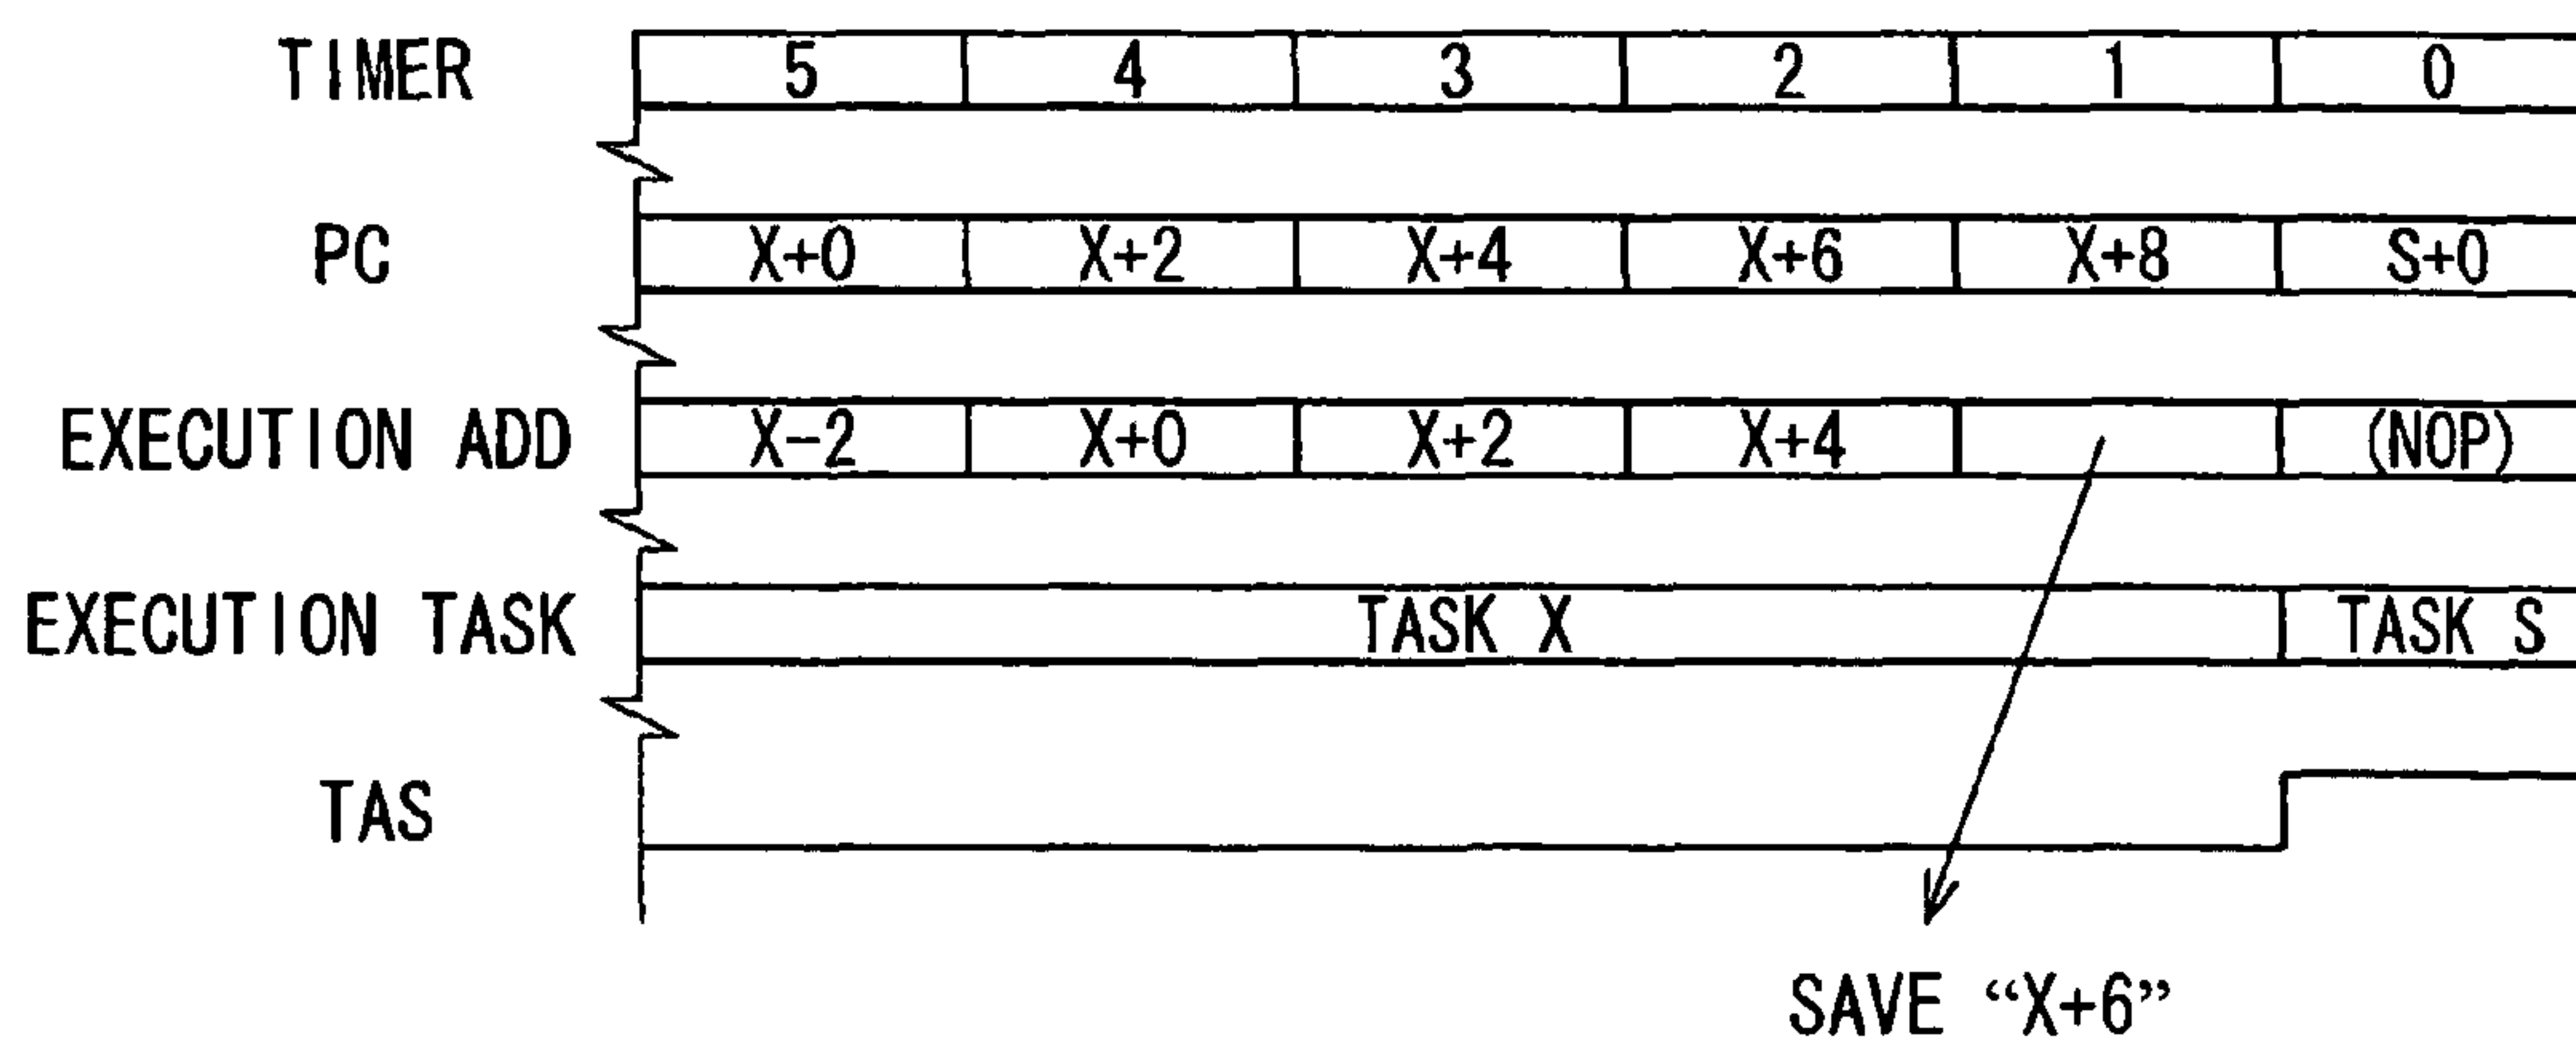 TIMER 5 4 3 2 1 0
PC X+0 X+2 X+4 X+6 X+8 S+0
EXECUTION ADD X-2 X+0 X+2 X+4 (NOP)
EXECUTION TASK TASK X TASK S
TAS
SAVE “X+6”